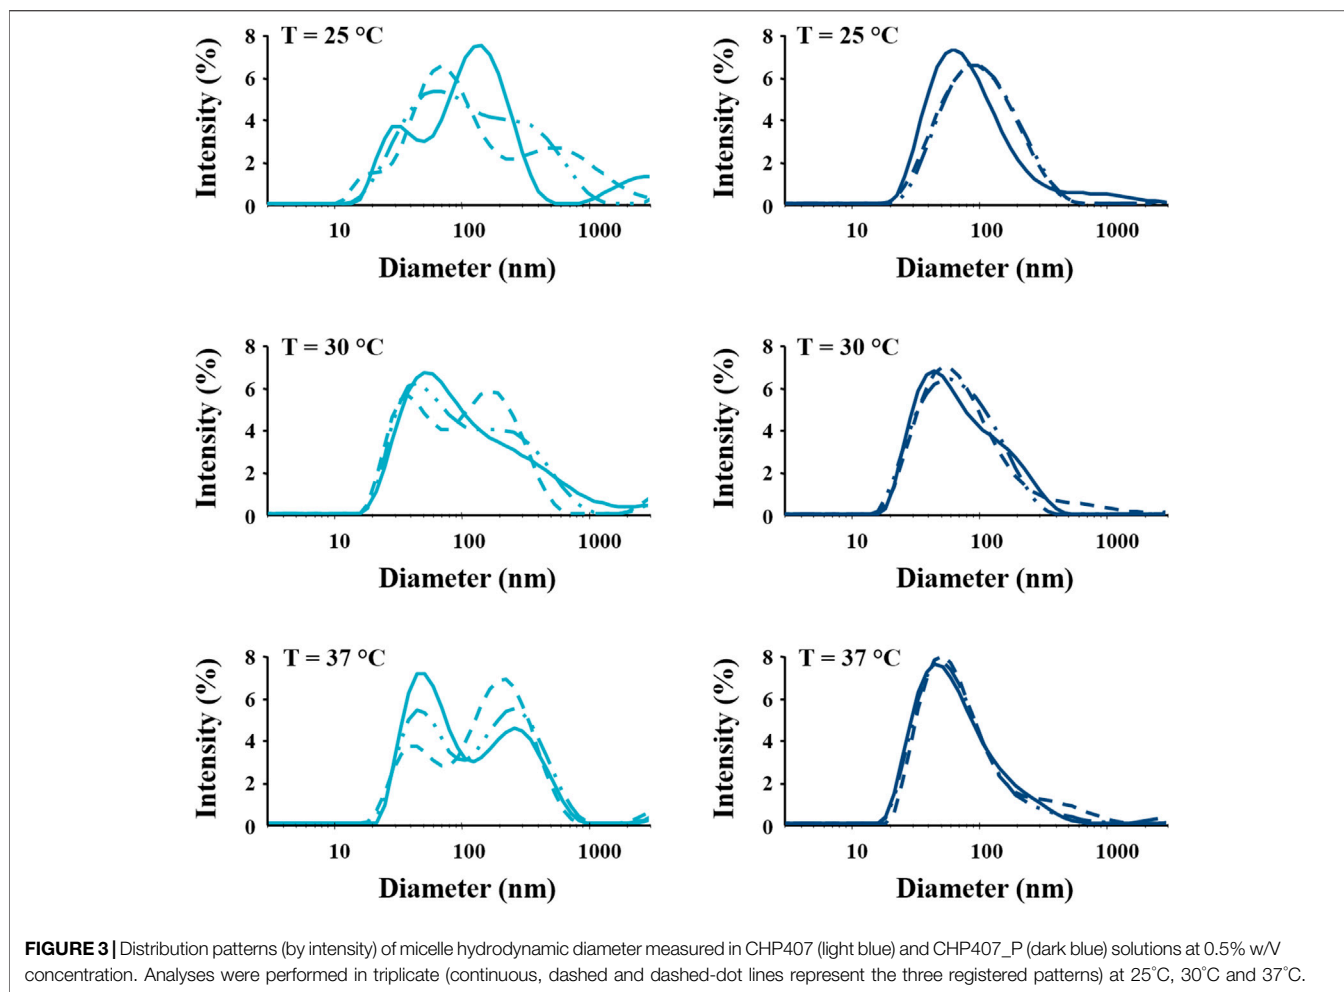 T = 25 °C
Intensity (%)
8
6
4
2
0
10 100 1000
Diameter (nm)
T = 25 °C
Intensity (%)
8
6
4
2
0
10 100 1000
Diameter (nm)
T = 30 °C
Intensity (%)
8
6
4
2
0
10 100 1000
Diameter (nm)
T = 30 °C
Intensity (%)
8
6
4
2
0
10 100 1000
Diameter (nm)
T = 37 °C
Intensity (%)
8
6
4
2
0
10 100 1000
Diameter (nm)
T = 37 °C
Intensity (%)
8
6
4
2
0
10 100 1000
Diameter (nm)
FIGURE 3 | Distribution patterns (by intensity) of micelle hydrodynamic diameter measured in CHP407 (light blue) and CHP407_P (dark blue) solutions at 0.5% w/V
concentration. Analyses were performed in triplicate (continuous, dashed and dashed-dot lines represent the three registered patterns) at 25°C, 30°C and 37°C.